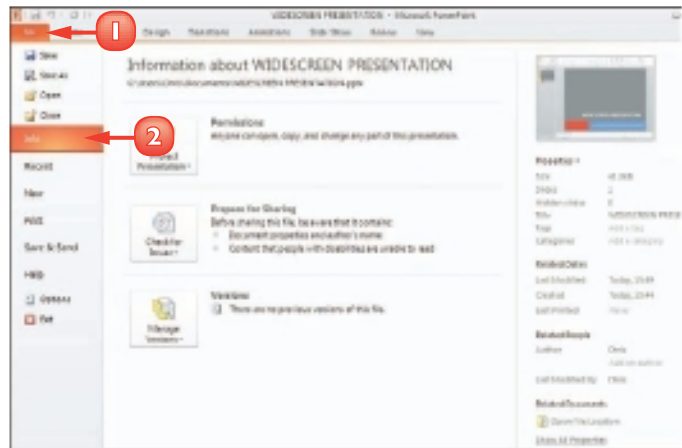 WIDESCREEN PRESENTATION - Microsoft PowerPoint
File
1
Design
Transitions
Animations
Slide Show
Review
View
Save
Save As
Open
Close
Info
2
Recent
New
Print
Save & Send
Help
Options
Exit
Information about WIDESCREEN PRESENTATION
Permissions
Anyone can open, copy, and change any part of this presentation.
Protect
Presentation
Prepare for Sharing
Before sharing this file, be aware that it contains:
Document properties and author's name
Content that people with disabilities are unable to read
Check for
Issues
Versions
There are no previous versions of this file.
Manage
Versions
Properties
Size
Slides 2
Hidden slides 0
Title WIDESCREEN PRESE
Tags Add a tag
Categories Add a category
Related Dates
Last Modified Today,
Created Today,
Last Printed Never
Related People
Author Chris
Add an author
Last Modified By Chris
Related Documents
Open File Location
Show All Properties